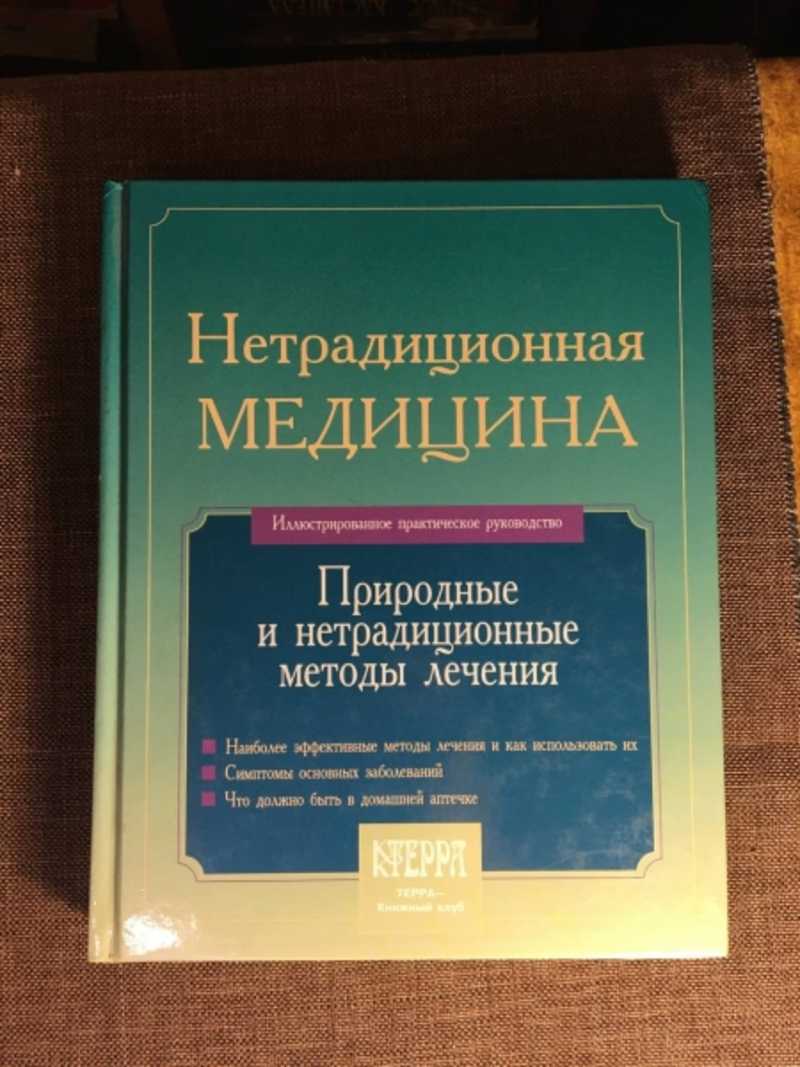 Нетрадиционная
МЕДИЦИНА
Иллюстрированное практическое руководство
Природные
и нетрадиционные
методы лечения
Наиболее эффективные методы лечения и как использовать их
Симптомы основных заболеваний
Что должно быть в домашней аптечке
ТЕРРА
ТЕРРА—
Книжный клуб